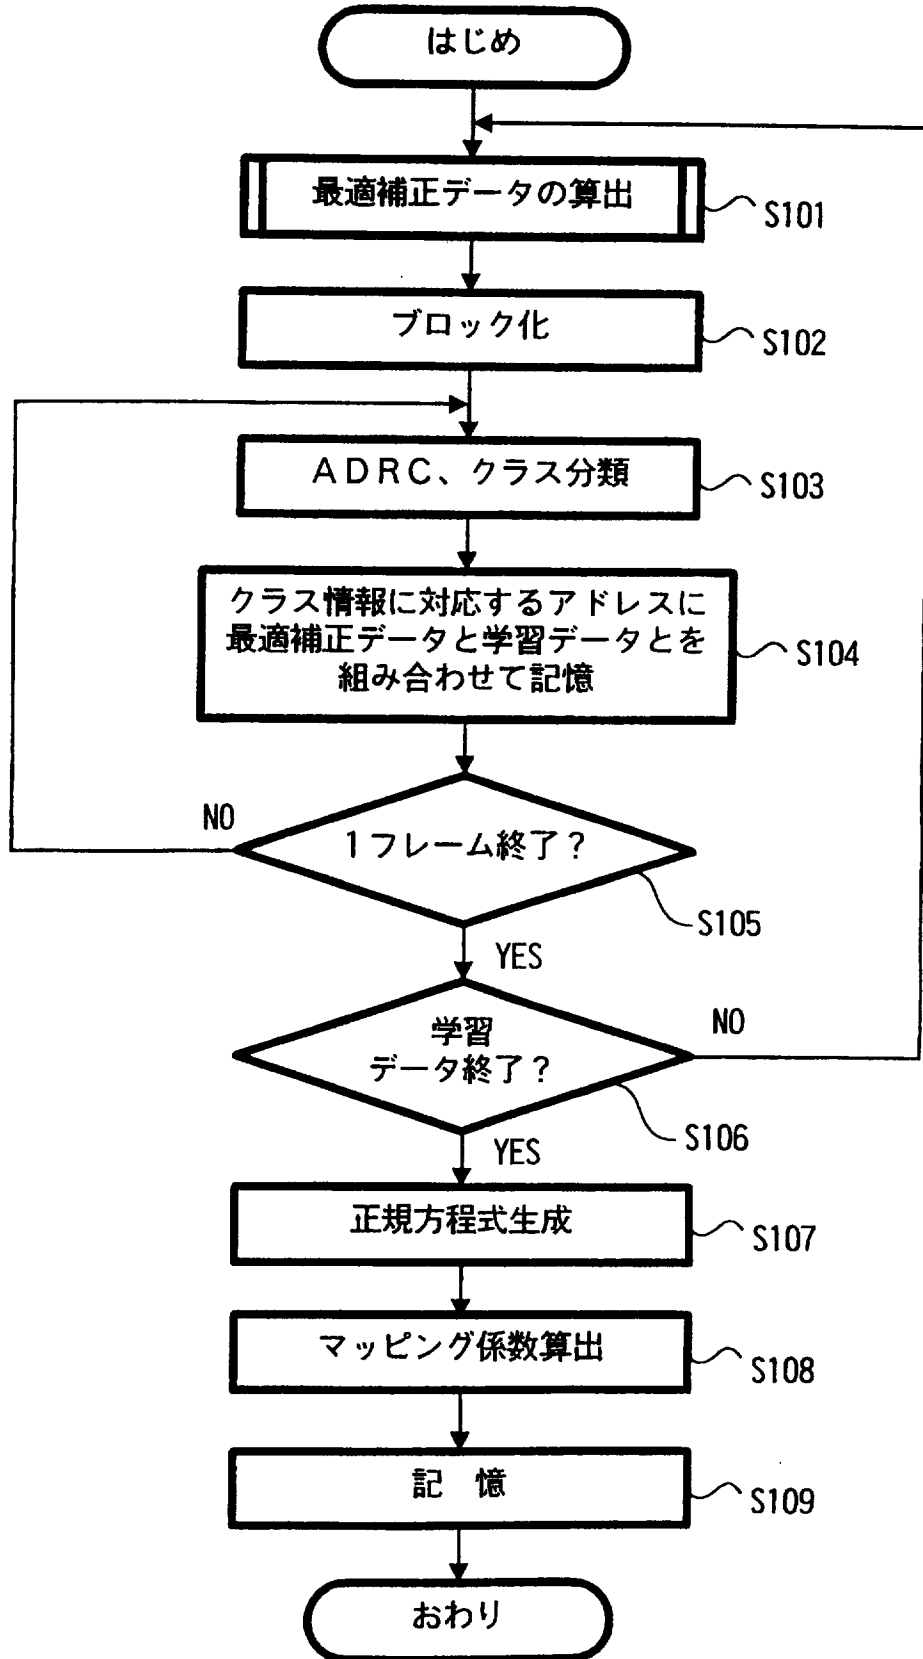 はじめ
最適補正データの算出
S101
ブロック化
S102
ADRC、クラス分類
S103
クラス情報に対応するアドレスに
最適補正データと学習データとを
組み合わせて記憶
S104
NO
1フレーム終了?
S105
YES
学習
データ終了?
NO
S106
YES
正規方程式生成
S107
マッピング係数算出
S108
記 憶
S109
おわり